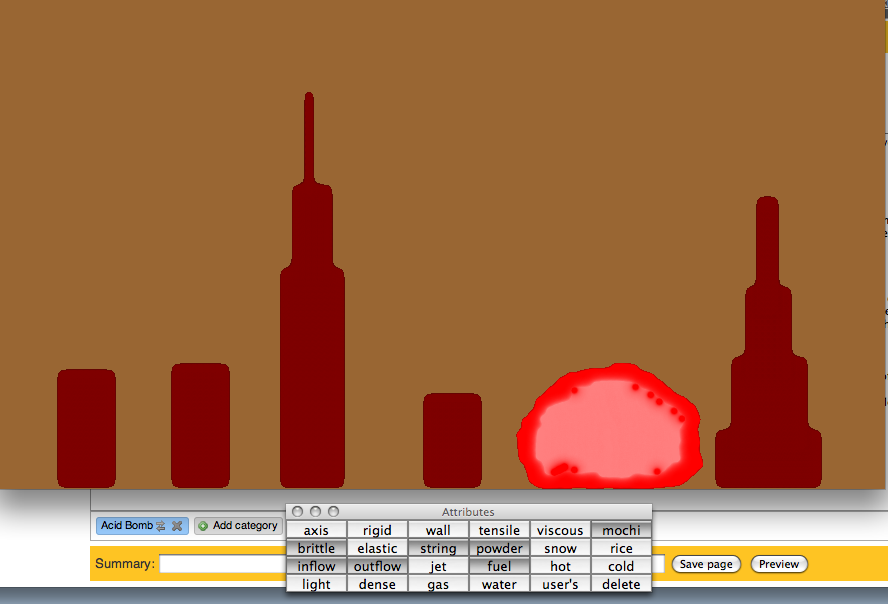 Attributes
Acid Bomb Add category
axis rigid wall tensile viscous mochi
brittle elastic string powder snow rice
Summary: inflow outflow jet fuel hot cold Save page Preview
light dense gas water user's delete